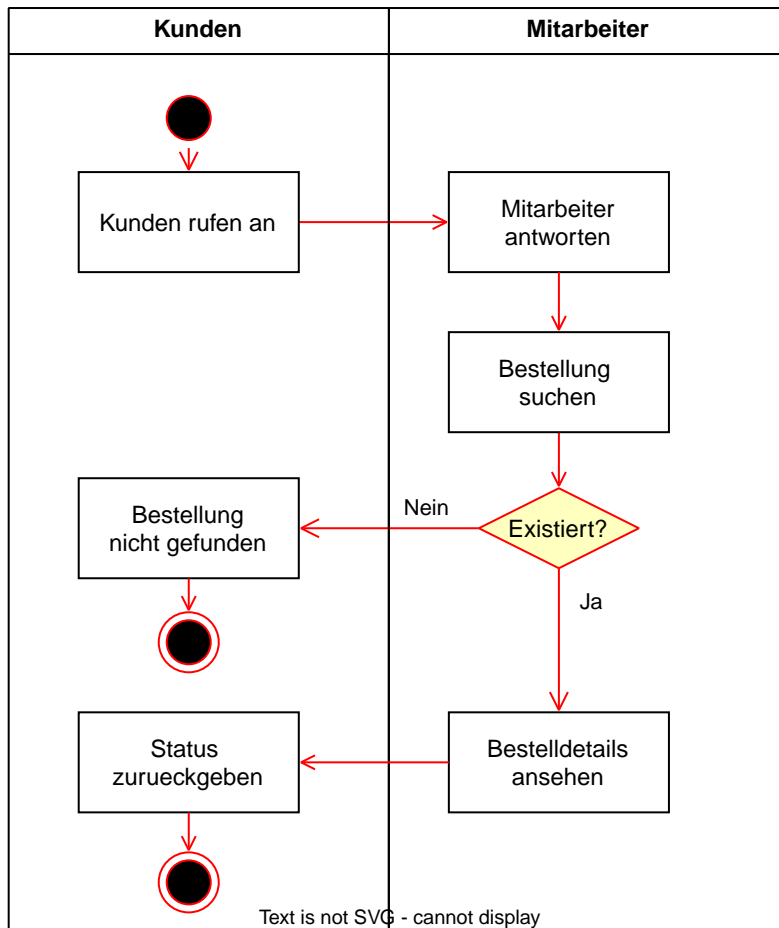 Kunden
Mitarbeiter
Kunden rufen an
Mitarbeiter
antworten
Bestellung
suchen
Existiert?
Nein
Bestellung
nicht gefunden
Ja
Bestelldetails
ansehen
Status
zurueckgeben
Text is not SVG - cannot display